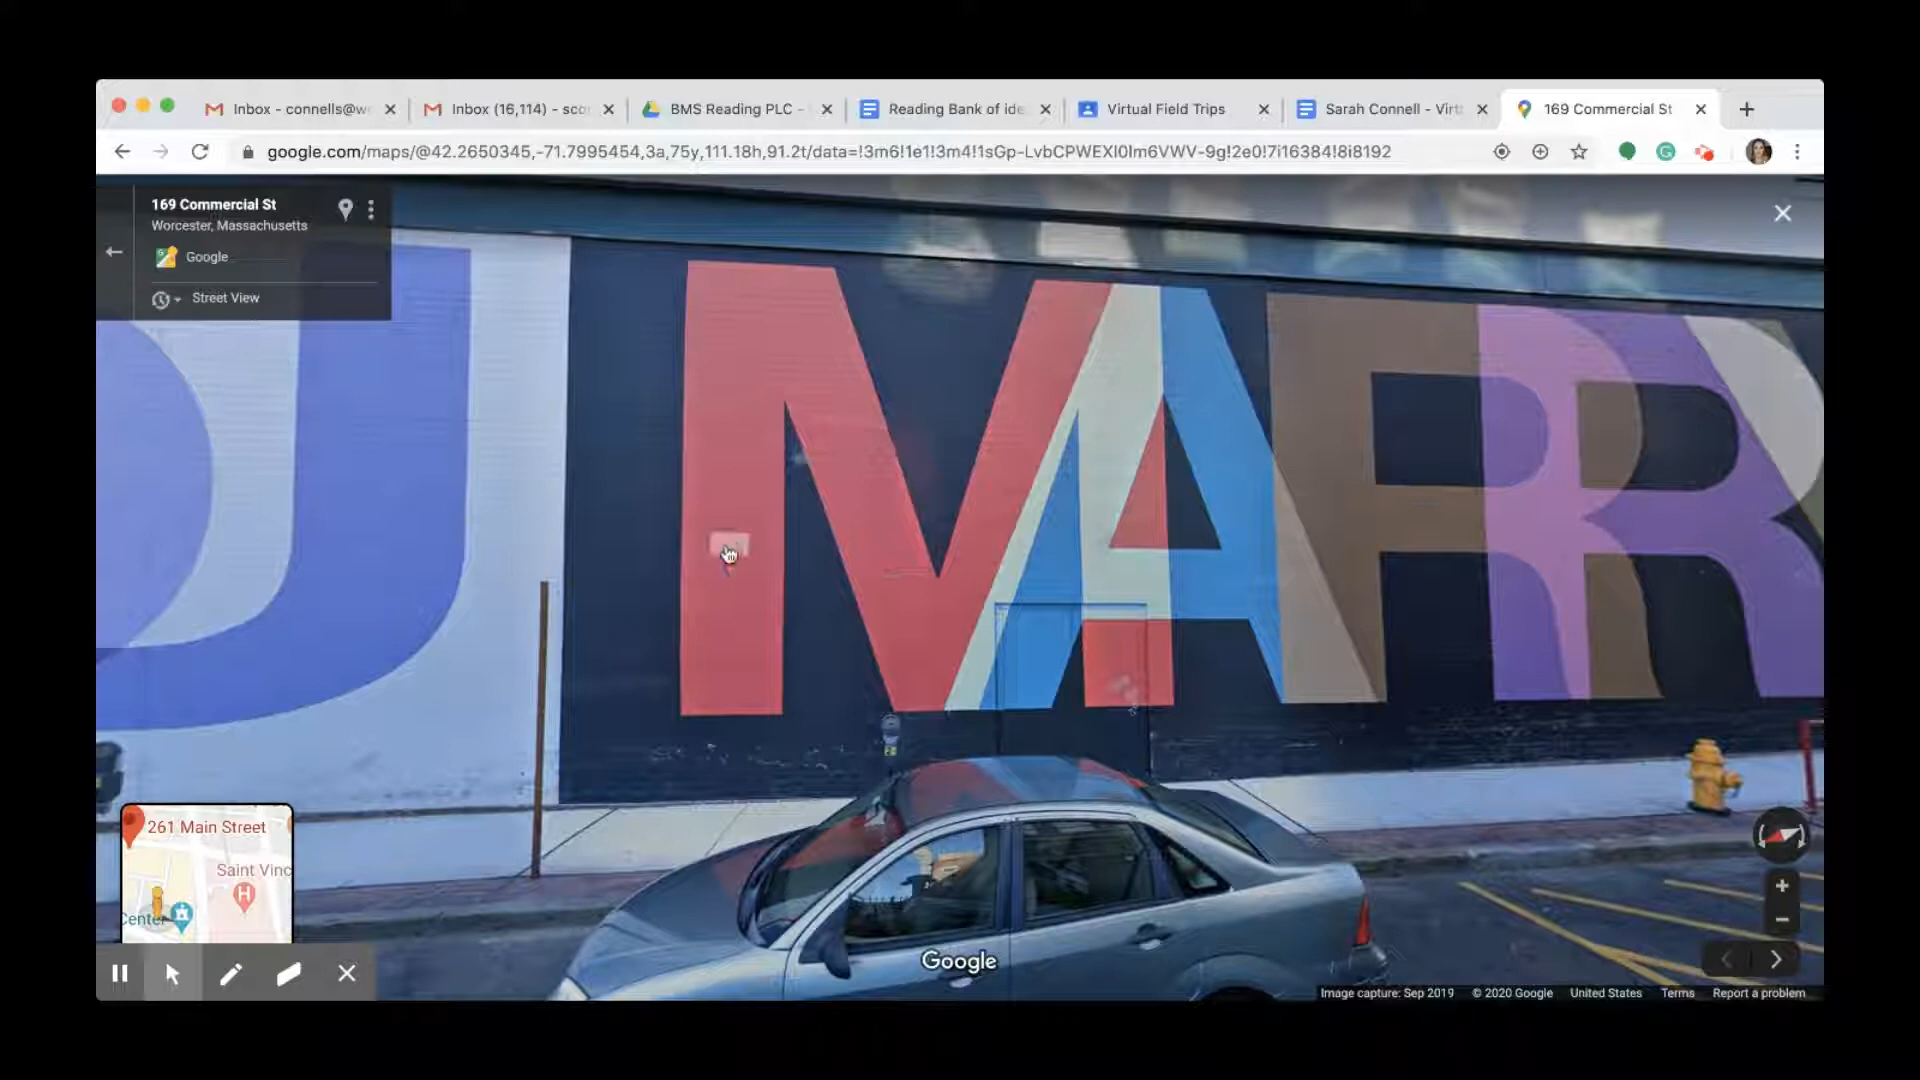 Inbox - connells@w
Inbox (16,114) - sco
BMS Reading PLC -
Reading Bank of ide
Virtual Field Trips
Sarah Connell - Virt
169 Commercial St
google.com/maps/@42.2650345,-71.7995454,3a,75y,111.18h,91.2t/data=!3m6!1e1!3m4!1sGp-LvbCPWEXI0Im6VWV-9g!2e0!7i16384!8i8192
169 Commercial St
Worcester, Massachusetts
Google
Street View
U MARR
261 Main Street
Saint Vinc
H
Center
Google
Image capture: Sep 2019 © 2020 Google United States Terms Report a problem